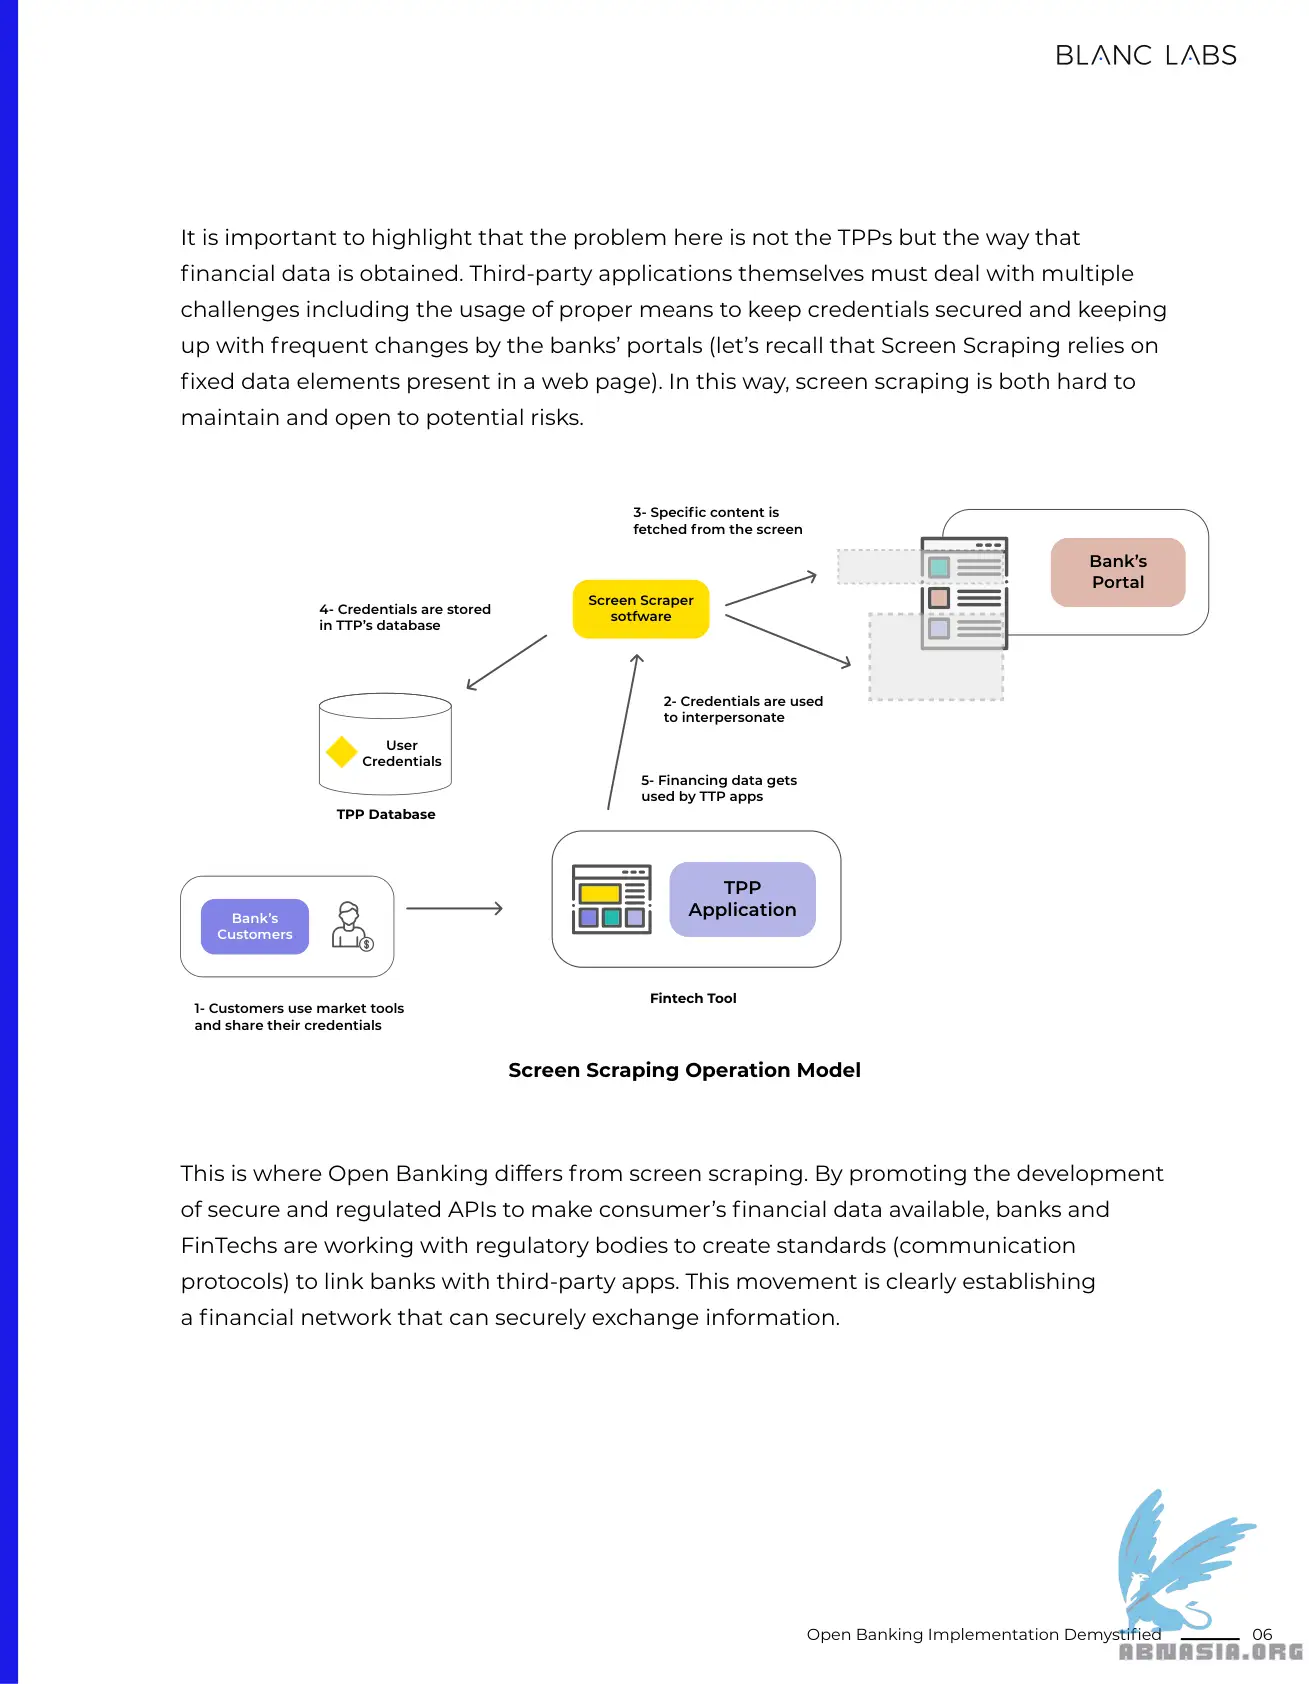 BLANC LABS
It is important to highlight that the problem here is not the TPPs but the way that
financial data is obtained. Third-party applications themselves must deal with multiple
challenges including the usage of proper means to keep credentials secured and keeping
up with frequent changes by the banks’ portals (let’s recall that Screen Scraping relies on
fixed data elements present in a web page). In this way, screen scraping is both hard to
maintain and open to potential risks.
3- Specific content is
fetched from the screen
Bank’s
Portal
Screen Scraper
sotfware
4- Credentials are stored
in TTP’s database
2- Credentials are used
to interpersonate
User
Credentials
TPP Database
5- Financing data gets
used by TTP apps
TPP
Application
Bank’s
Customers
$
Fintech Tool
1- Customers use market tools
and share their credentials
Screen Scraping Operation Model
This is where Open Banking differs from screen scraping. By promoting the development
of secure and regulated APIs to make consumer’s financial data available, banks and
FinTechs are working with regulatory bodies to create standards (communication
protocols) to link banks with third-party apps. This movement is clearly establishing
a financial network that can securely exchange information.
Open Banking Implementation Demystified 06
ABNASIA.ORG